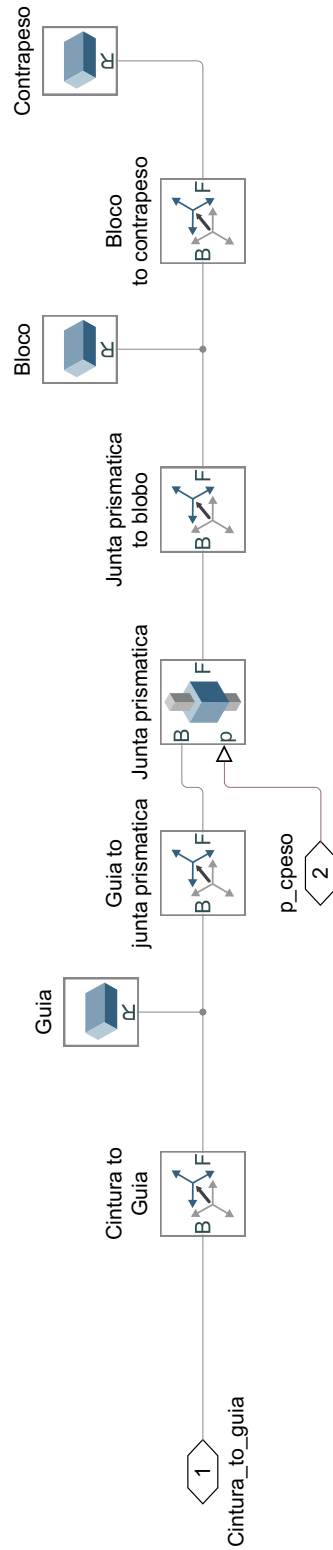 1
Cintura_to_guia
Cintura to
Guia
B
F
Guia
R
Guia to
junta prismatica
B
F
p_cpeso
2
Junta prismatica
B
p
F
Junta prismatica
to blobo
B
F
Bloco
R
Bloco
to contrapeso
B
F
Contrapeso
R